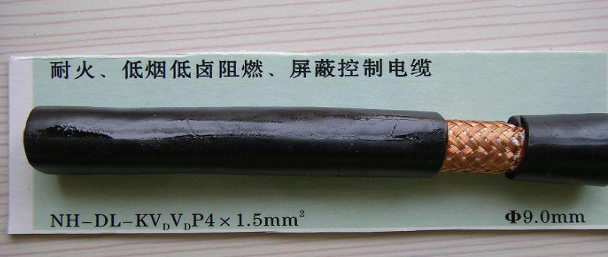 耐火、低烟低卤阻燃、屏蔽控制电缆
NH-DL-KV_DV_DP4×1.5mm²
Φ9.0mm